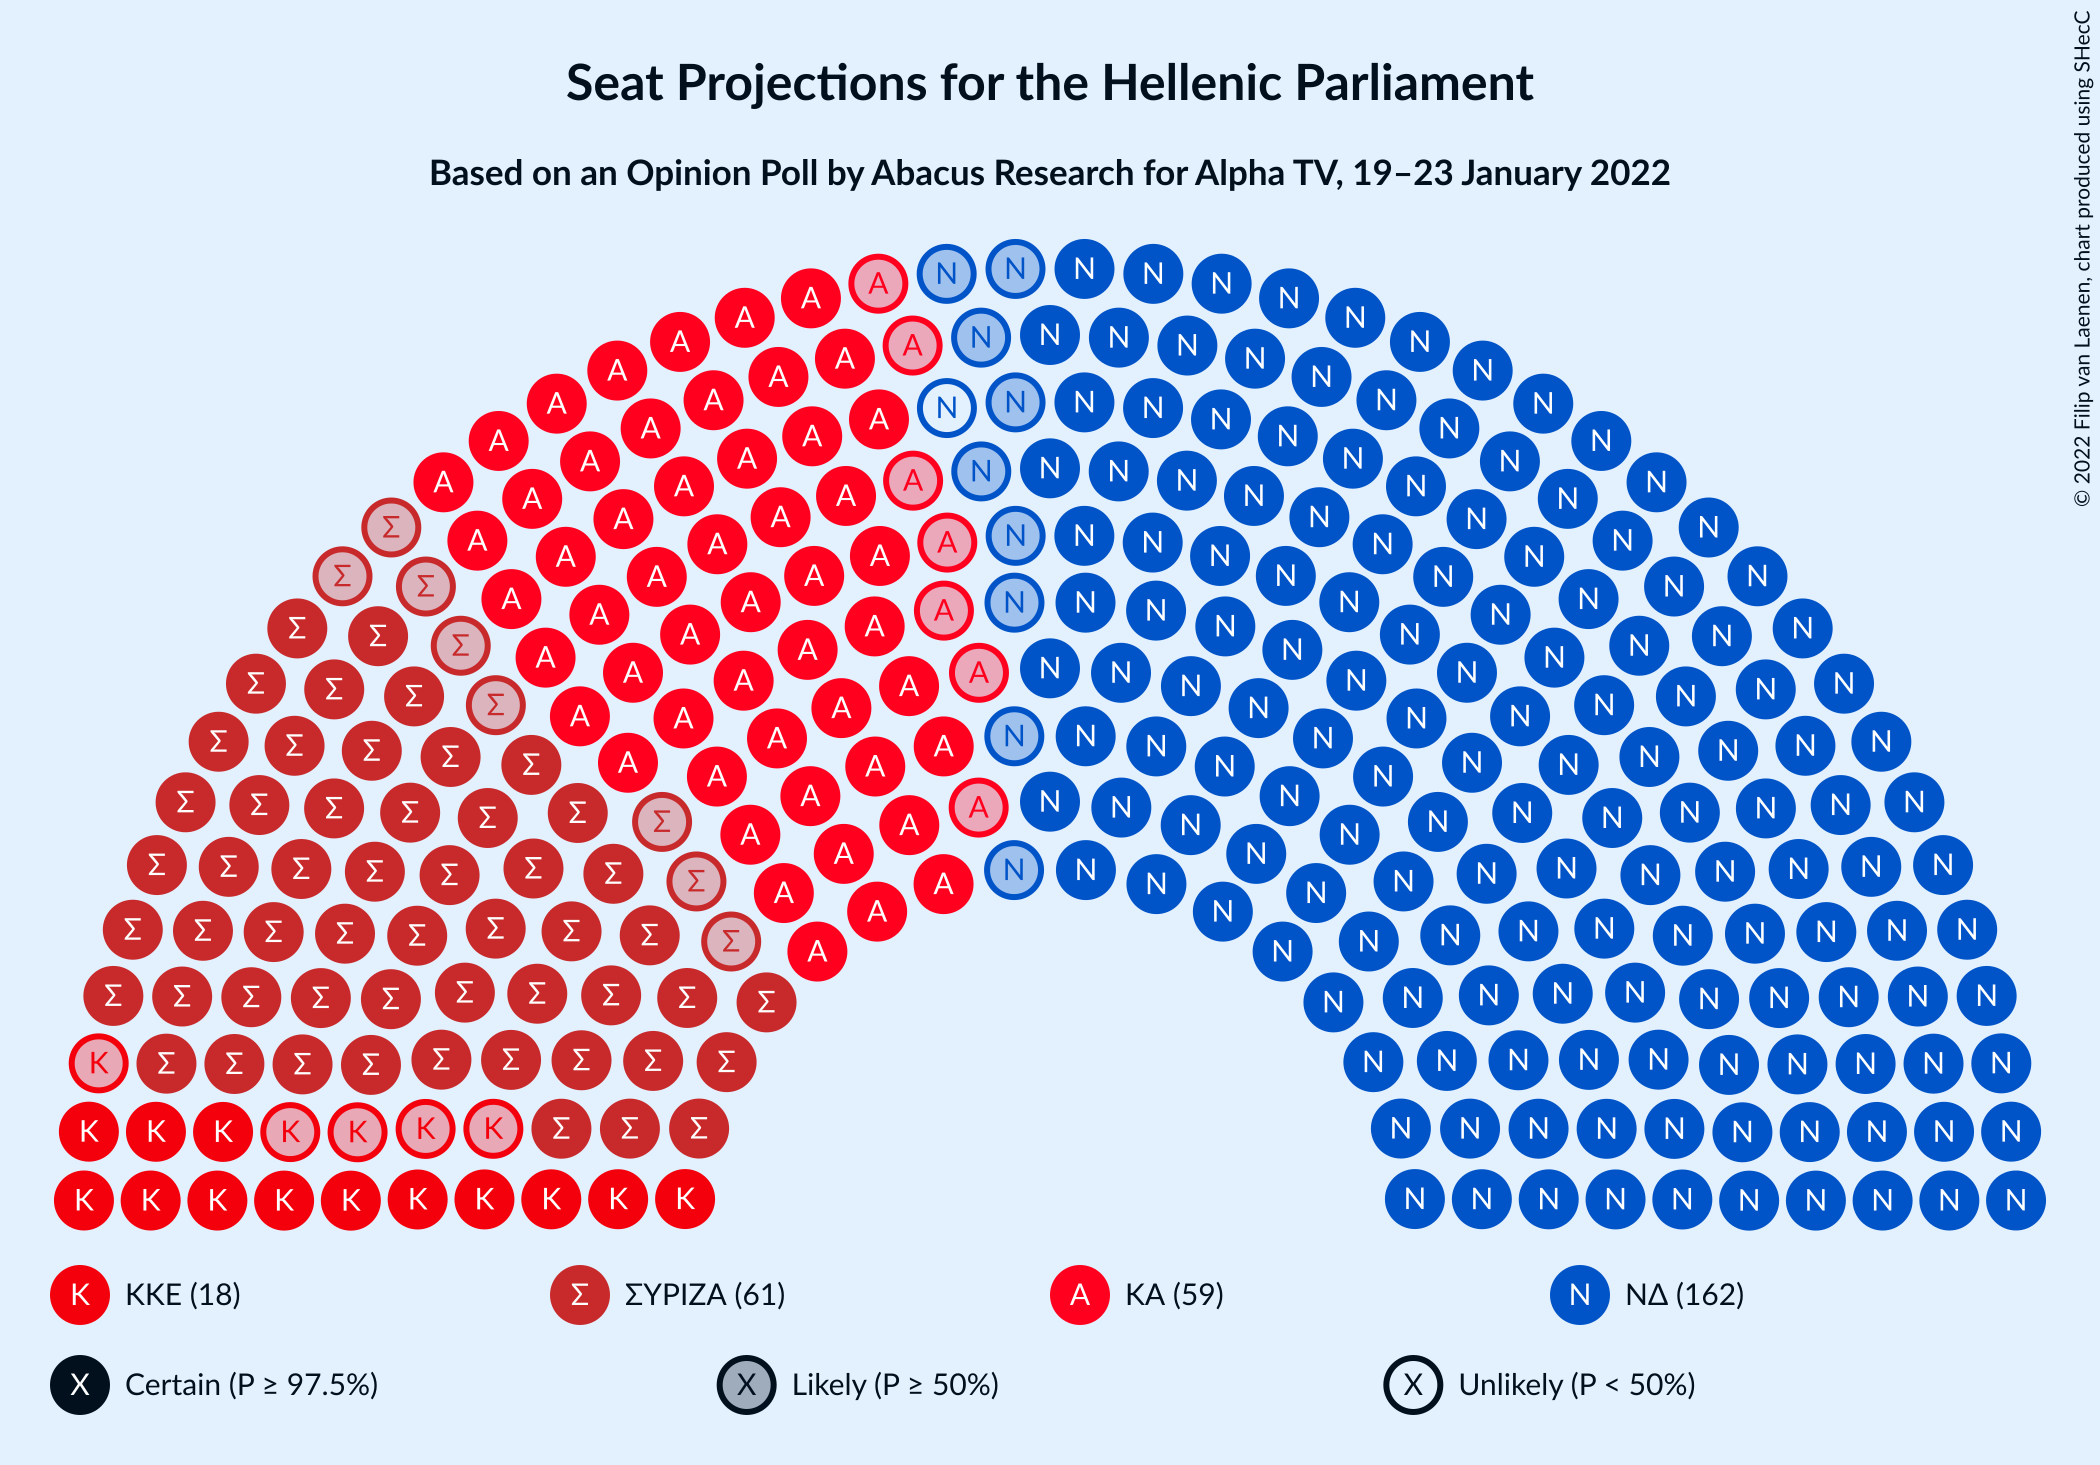 Seat Projections for the Hellenic Parliament
Based on an Opinion Poll by Abacus Research for Alpha TV, 19–23 January 2022
© 2022 Filip van Laenen, chart produced using SHecC
K ΚΚΕ (18)
Σ ΣΥΡΙΖΑ (61)
Α ΚΑ (59)
Ν ΝΔ (162)
X Certain (P ≥ 97.5%)
X Likely (P ≥ 50%)
X Unlikely (P < 50%)